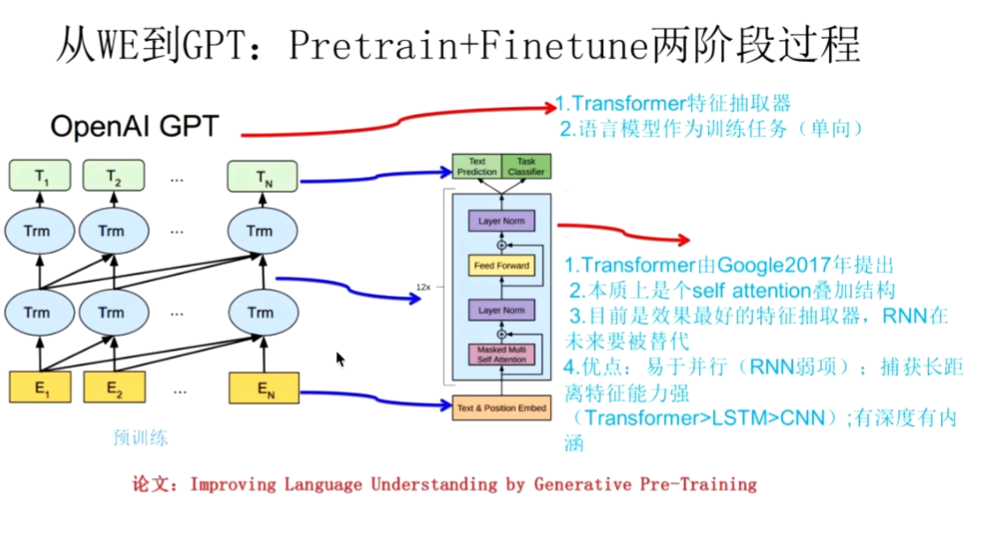 从WE到GPT：Pretrain+Finetune两阶段过程
OpenAI GPT
1.Transformer特征抽取器
2.语言模型作为训练任务（单向）
T1 T2 ... TN
Trm Trm ... Trm
Trm Trm ... Trm
E1 E2 ... EN
预训练
Text Prediction
Task Classifier
Layer Norm
Feed Forward
12x
Layer Norm
Masked Multi
Self Attention
Text & Position Embed
1.Transformer由Google2017年提出
2.本质上是个self attention叠加结构
3.目前是效果最好的特征抽取器，RNN在
未来要被替代
4.优点：易于并行（RNN弱项）；捕获长距
离特征能力强
（Transformer>LSTM>CNN）;有深度有内
涵
论文：Improving Language Understanding by Generative Pre-Training